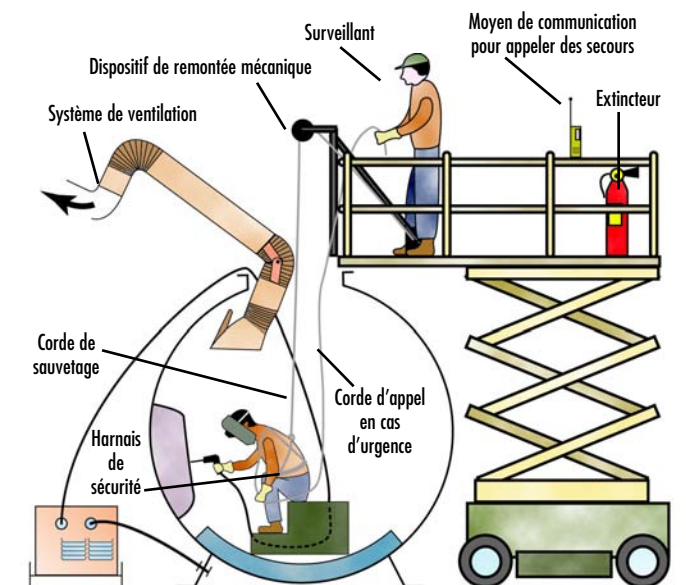 Moyen de communication
pour appeler des secours
Surveillant
Dispositif de remontée mécanique
Extincteur
Système de ventilation
Corde de
sauvetage
Corde d'appel
en cas
d'urgence
Harnais
de
sécurité